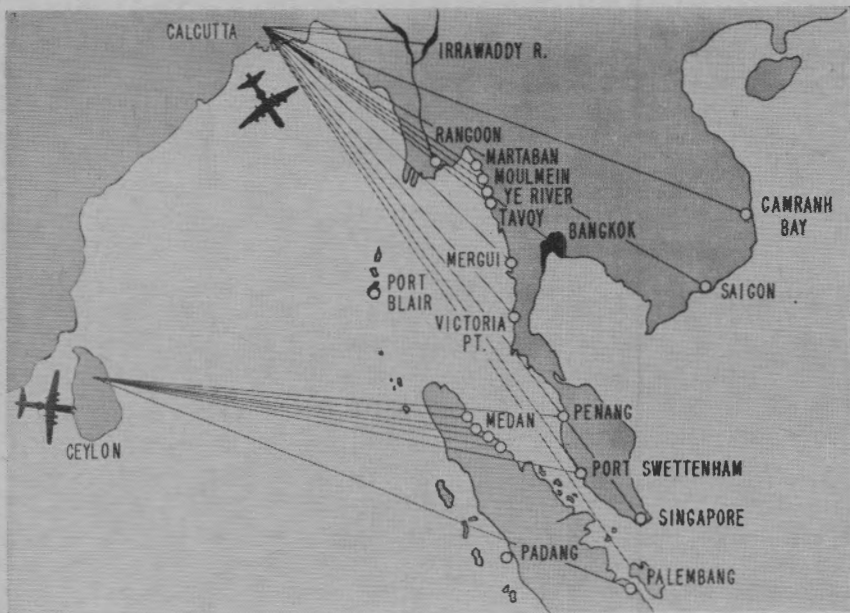 CALCUTTA
IRRAWADDY R.
RANGOON
MARTABAN
MOULMEIN
YE RIVER
TAVOY
CAMRANH
BAY
BANGKOK
MERGUI
PORT
BLAIR
SAIGON
VICTORIA
PT.
MEDAN
PENANG
CEYLON
PORT SWETTENHAM
SINGAPORE
PADANG
PALEMBANG